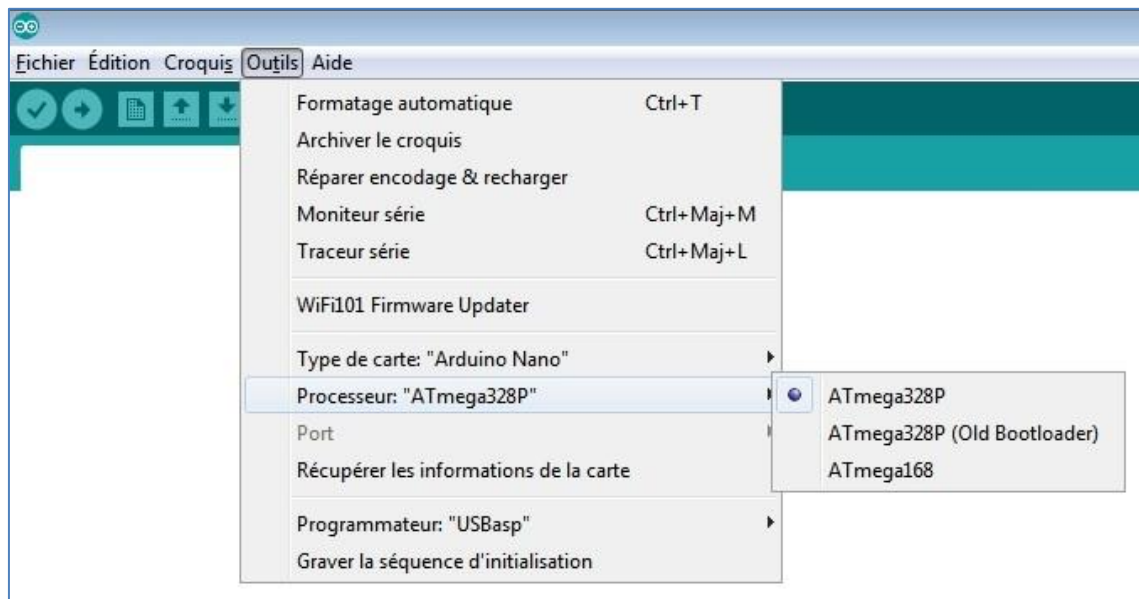 Fichier Édition Croquis Outils Aide
Formatage automatique Ctrl+T
Archiver le croquis
Réparer encodage & recharger
Moniteur série Ctrl+Maj+M
Traceur série Ctrl+Maj+L
WiFi101 Firmware Updater
Type de carte: "Arduino Nano"
Processeur: "ATmega328P"
Port
Récupérer les informations de la carte
Programmateur: "USBasp"
Graver la séquence d'initialisation
ATmega328P
ATmega328P (Old Bootloader)
ATmega168